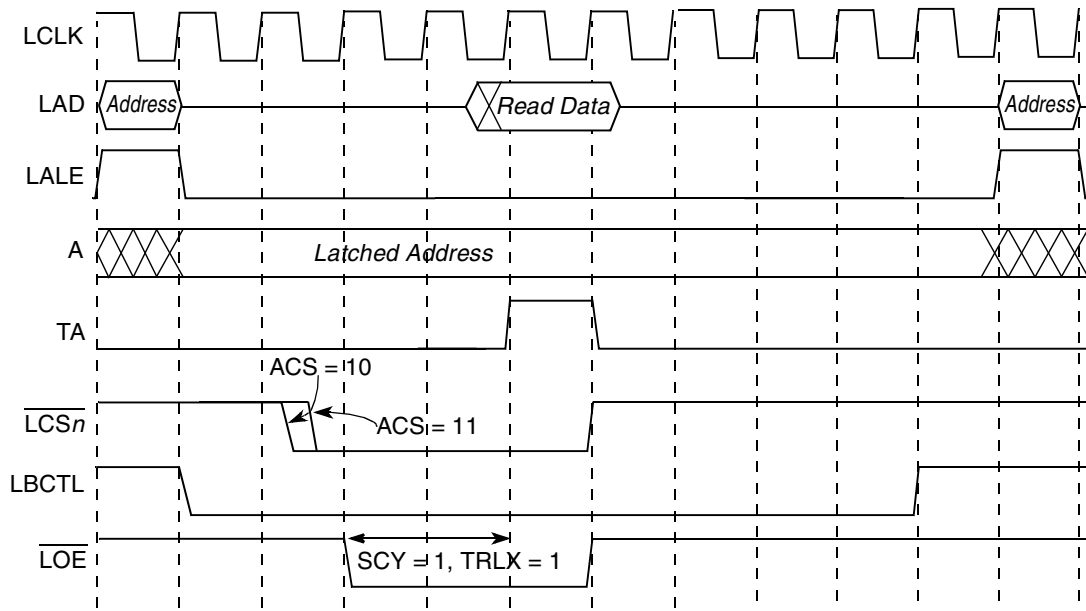 LCLK
LAD
Address
Read Data
Address
LALE
A
Latched Address
TA
ACS = 10
LCSn
ACS = 11
LBCTL
LOE
SCY = 1, TRLX = 1